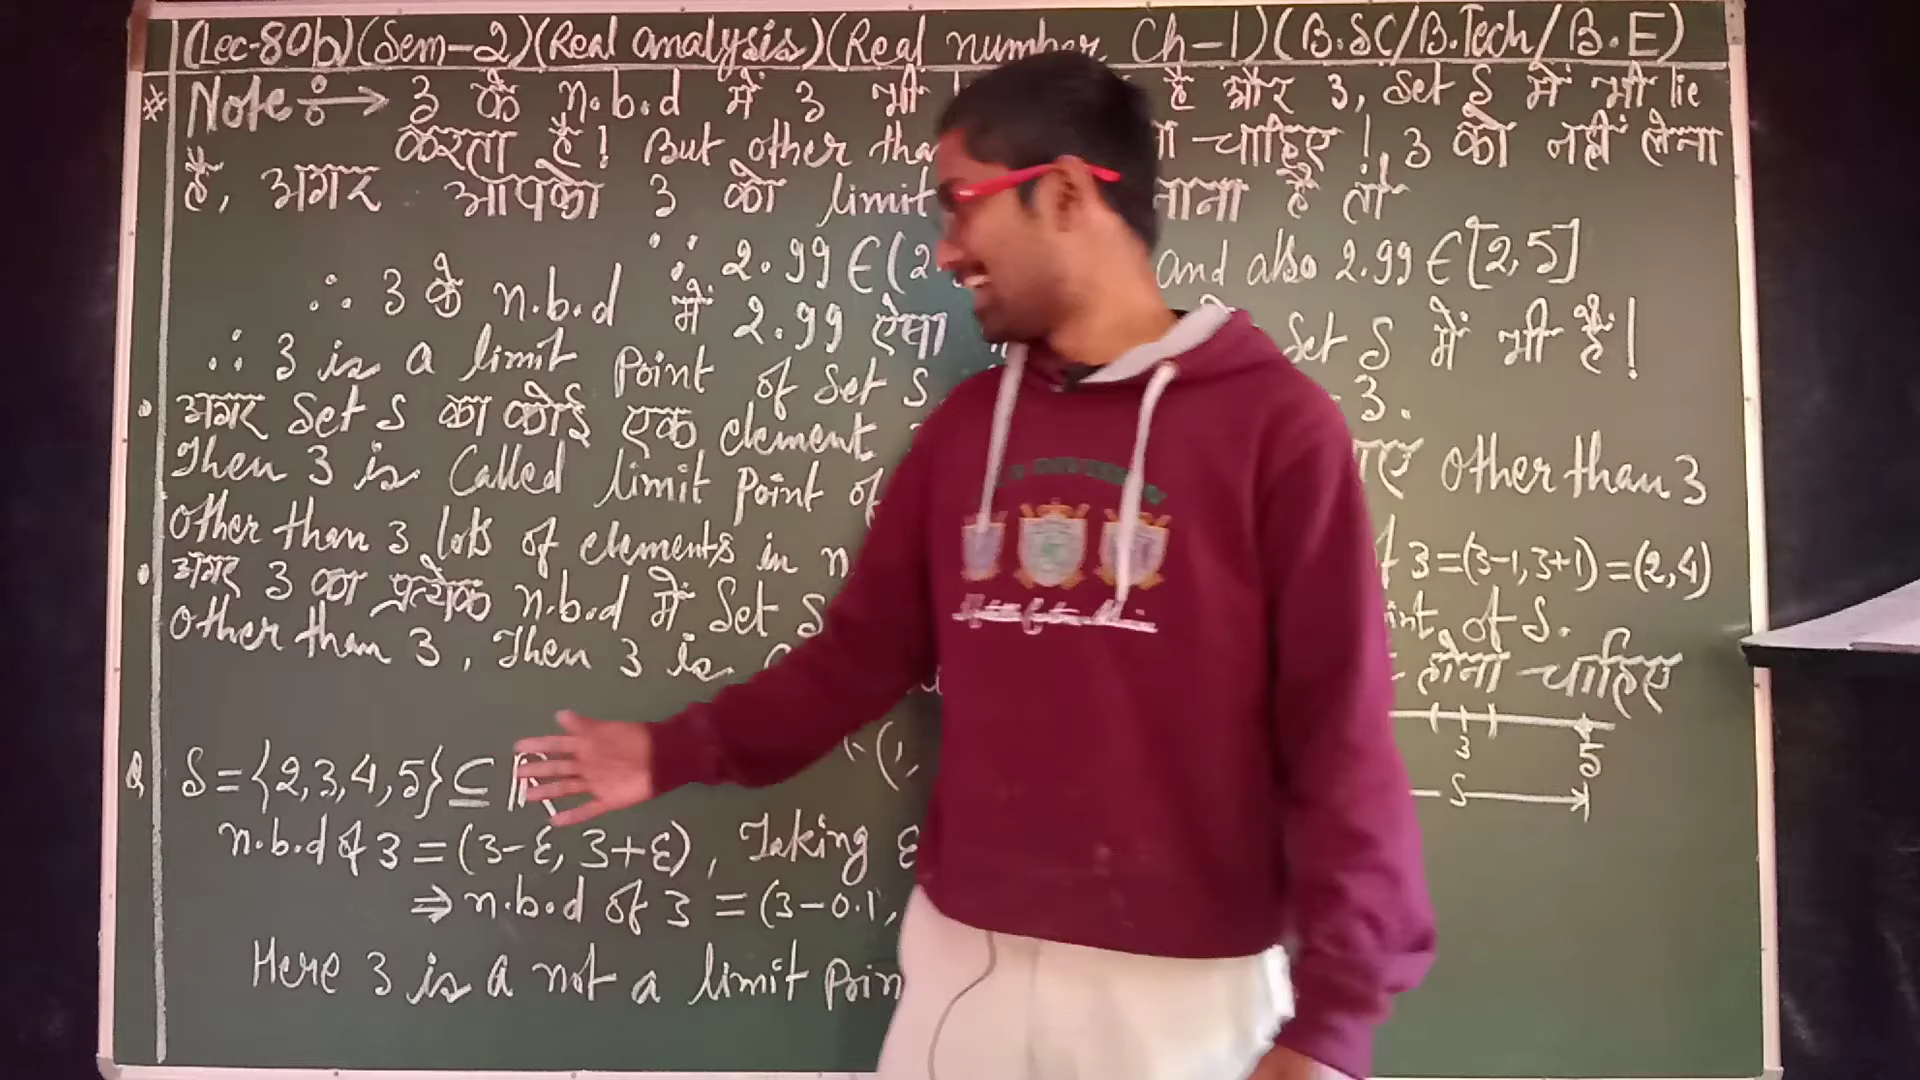 (Lec-80b)(Sem-2)(Real analysis)(Real number, Ch-1)(B.SC/B.Tech/B.E)
# Note ÷→ 3 के n.b.d में 3 भी है और 3, set S में भी lie
करता है! But other than चाहिए! 3 को नहीं लेना
है, अगर आपको 3 को limit है तो
∵ 2.99 ∈ (2. and also 2.99 ∈ [2,5]
∴ 3 के n.b.d में 2.99 ऐसा Set S में भी है!
∴ 3 is a limit Point of Set S 3.
• अगर Set S का कोई एक element other than 3
Then 3 is Called limit Point of
other than 3 lots of elements in n 3=(3-1,3+1)=(2,4)
• अगर 3 का प्रत्येक n.b.d में Set S of S.
other than 3, Then 3 is होना चाहिए
3 5
S
Q S={2,3,4,5}⊆ℝ
n.b.d of 3 = (3-ε, 3+ε), Taking ε
⇒ n.b.d of 3 = (3-0.1,
Here 3 is a not a limit Poin